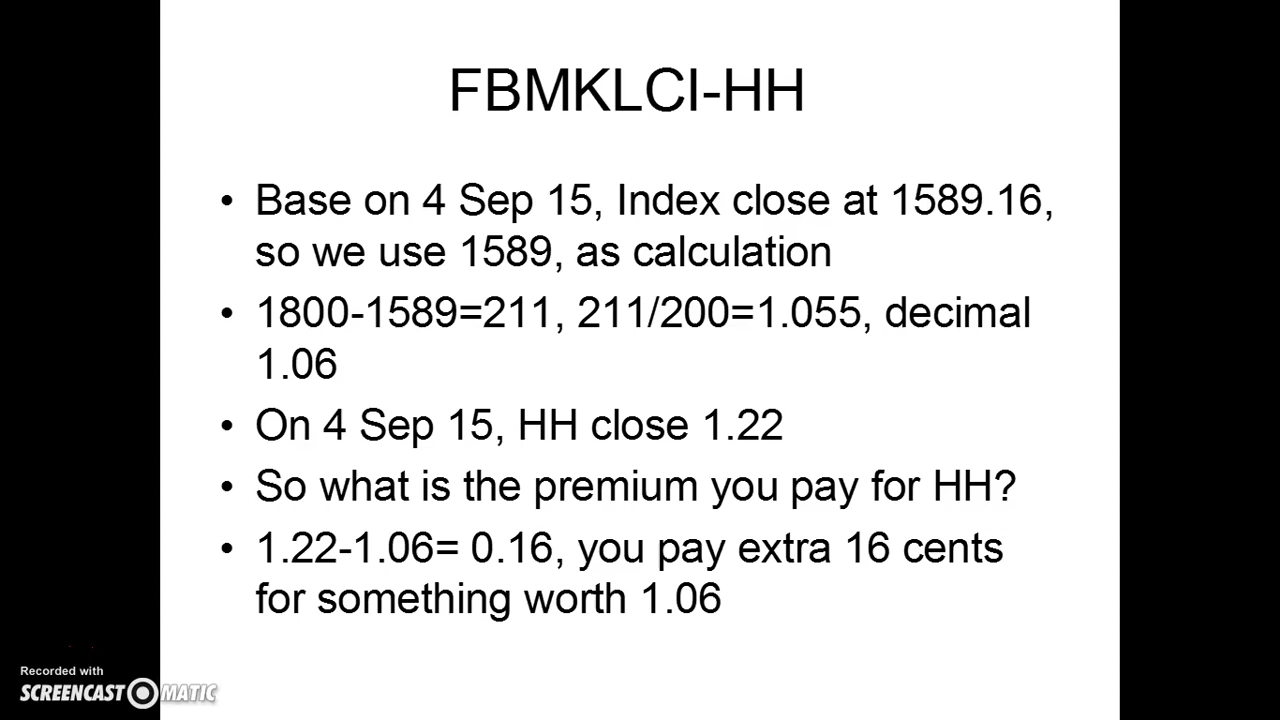 FBMKLCI-HH
• Base on 4 Sep 15, Index close at 1589.16,
so we use 1589, as calculation
• 1800-1589=211, 211/200=1.055, decimal
1.06
• On 4 Sep 15, HH close 1.22
• So what is the premium you pay for HH?
• 1.22-1.06= 0.16, you pay extra 16 cents
for something worth 1.06
Recorded with
SCREENCAST MATIC